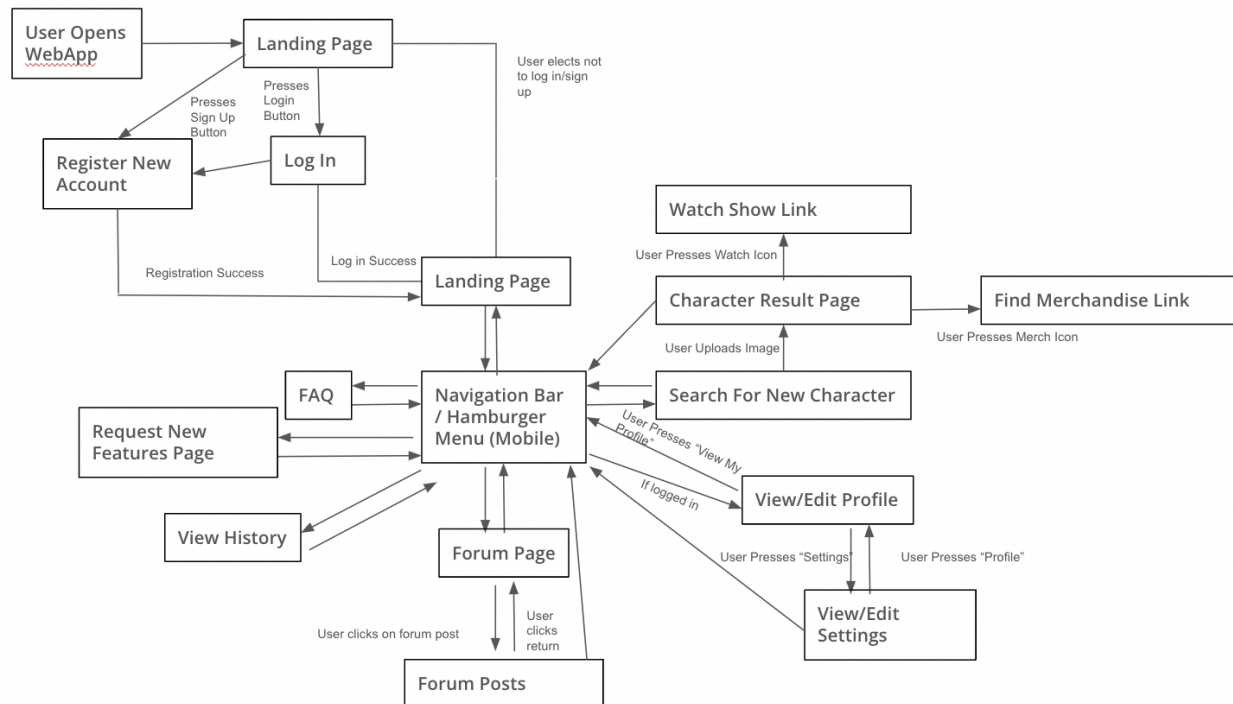 User Opens
WebApp
Landing Page
User elects not
to log in/sign
up
Presses
Sign Up
Button
Presses
Login
Button
Register New
Account
Log In
Watch Show Link
User Presses Watch Icon
Registration Success
Log in Success
Landing Page
Character Result Page
Find Merchandise Link
User Presses Merch Icon
User Uploads Image
FAQ
Navigation Bar
/ Hamburger
Menu (Mobile)
Search For New Character
Request New
Features Page
User Presses “View My
Profile”
If logged in
View/Edit Profile
View History
Forum Page
User Presses “Settings”
User Presses “Profile”
View/Edit
Settings
User clicks on forum post
User
clicks
return
Forum Posts